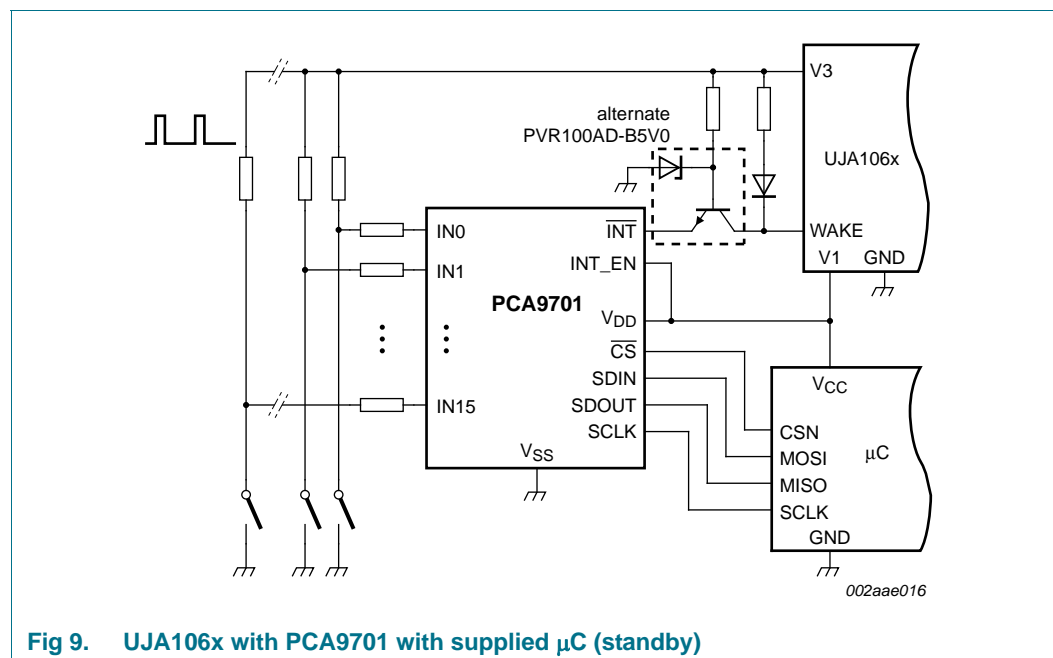 V3
alternate
PVR100AD-B5V0
UJA106x
IN0
INT
WAKE
IN1
INT_EN
V1
GND
PCA9701
VDD
CS
VCC
SDIN
IN15
SDOUT
CSN
SCLK
μC
MOSI
VSS
MISO
SCLK
GND
002aae016
Fig 9. UJA106x with PCA9701 with supplied μC (standby)